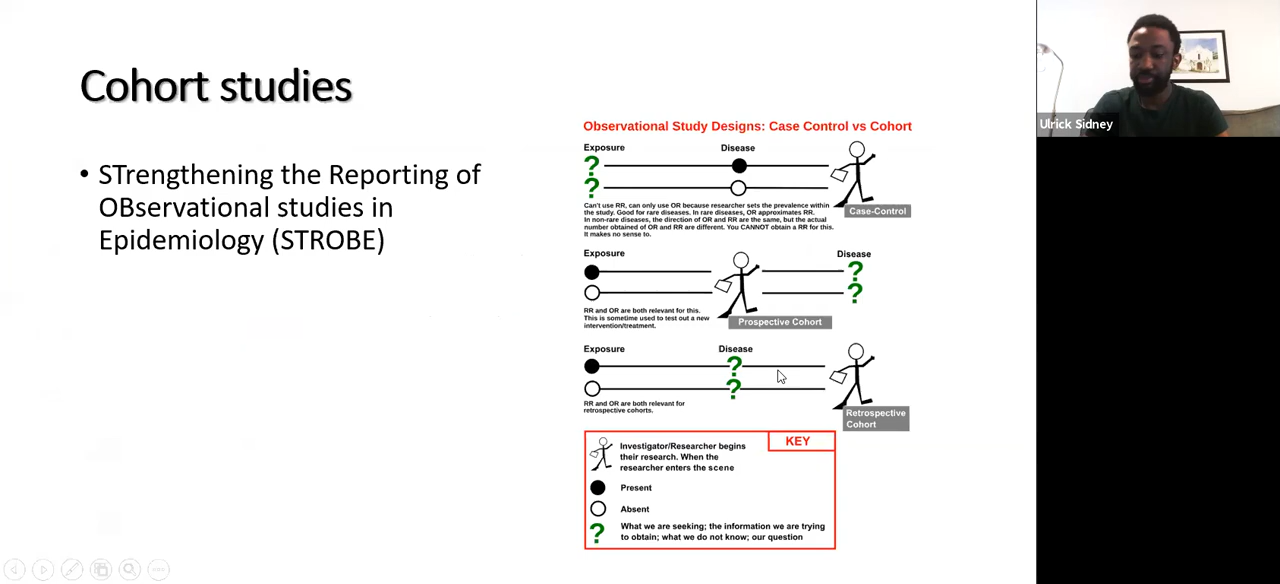 Cohort studies
• STrengthening the Reporting of
OBservational studies in
Epidemiology (STROBE)
Observational Study Designs: Case Control vs Cohort
Exposure
Disease
?
?
Can't use RR, can only use OR because researcher sets the prevalence within
the study. Good for rare diseases. In rare diseases, OR approximates RR.
In non-rare diseases, the direction of OR and RR are the same, but the actual
number obtained of OR and RR are different. You CANNOT obtain a RR for this.
It makes no sense to.
Case-Control
Exposure
Disease
?
?
RR and OR are both relevant for this.
This is sometime used to test out a new
intervention/treatment.
Prospective Cohort
Exposure
Disease
?
?
RR and OR are both relevant for
retrospective cohorts.
Retrospective
Cohort
KEY
Investigator/Researcher begins
their research. When the
researcher enters the scene
Present
Absent
?
What we are seeking; the information we are trying
to obtain; what we do not know; our question
Ulrick Sidney